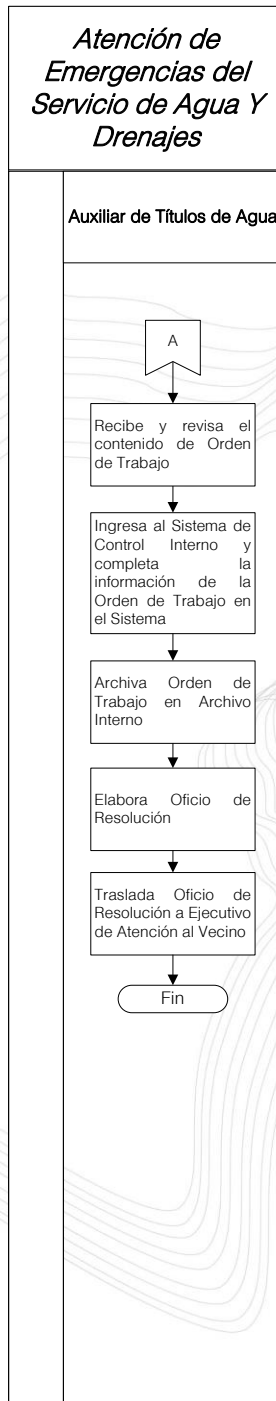 Atención de
Emergencias del
Servicio de Agua Y
Drenajes
Auxiliar de Títulos de Agua
A
Recibe y revisa el
contenido de Orden
de Trabajo
Ingresa al Sistema de
Control Interno y
completa la
información de la
Orden de Trabajo en
el Sistema
Archiva Orden de
Trabajo en Archivo
Interno
Elabora Oficio de
Resolución
Traslada Oficio de
Resolución a Ejecutivo
de Atención al Vecino
Fin